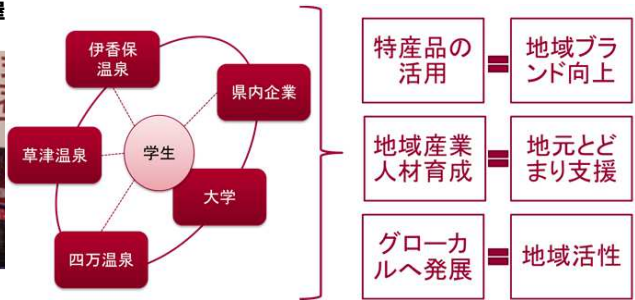 伊香保
温泉
県内企業
草津温泉
学生
大学
四万温泉
特産品の
活用
地域ブラ
ンド向上
地域産業
人材育成
地元とど
まり支援
グローカ
ルへ発展
地域活性